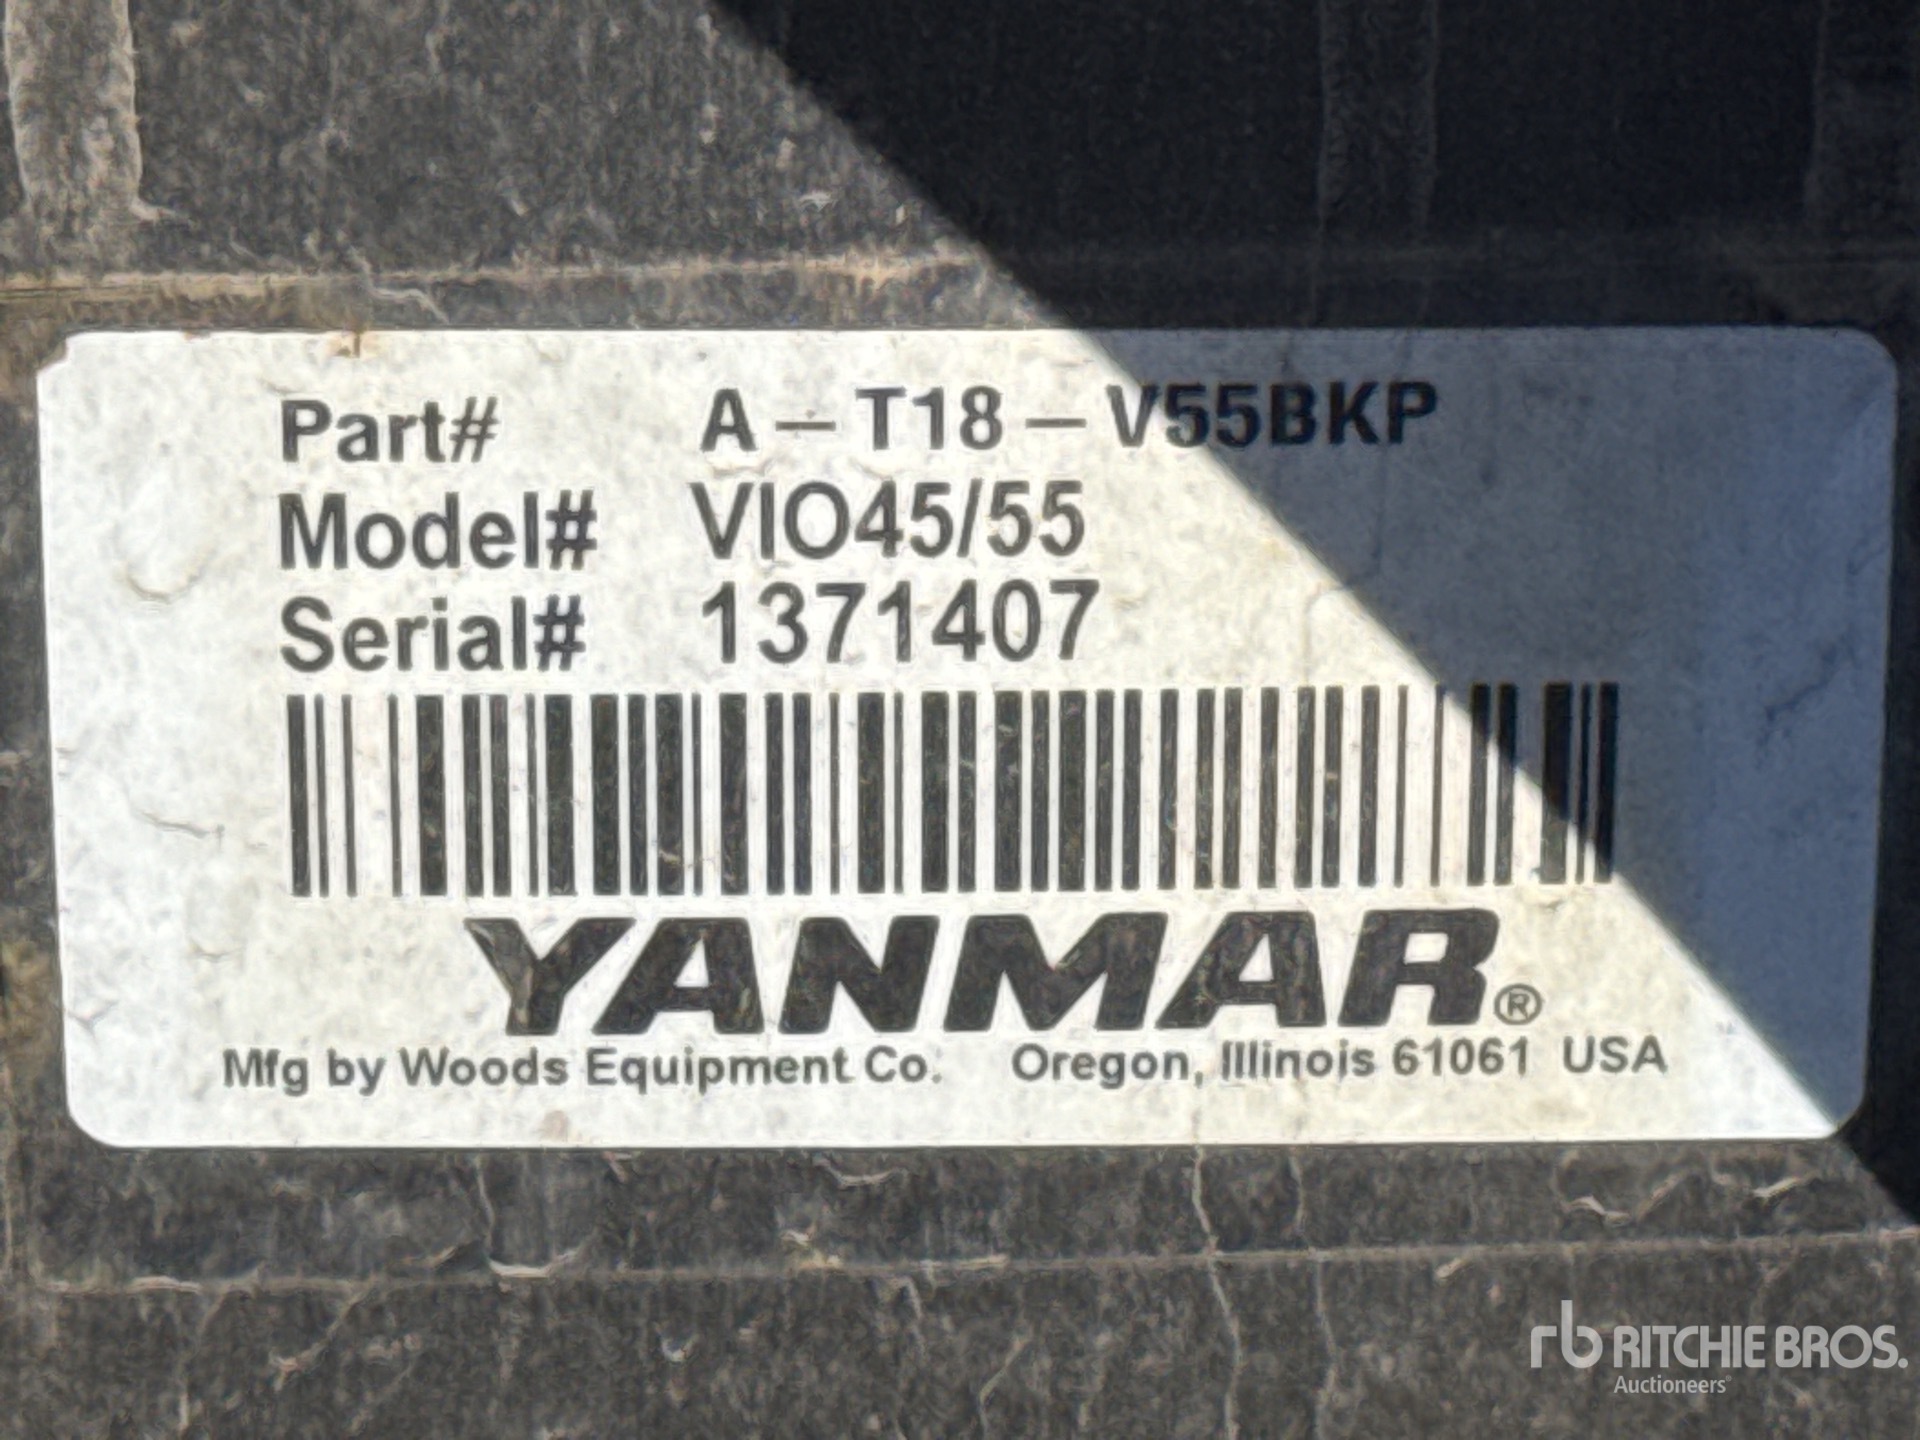 Part# A-T18-V55BKP
Model# VIO45/55
Serial# 1371407
YANMAR®
Mfg by Woods Equipment Co. Oregon, Illinois 61061 USA
rb RITCHIE BROS.
Auctioneers